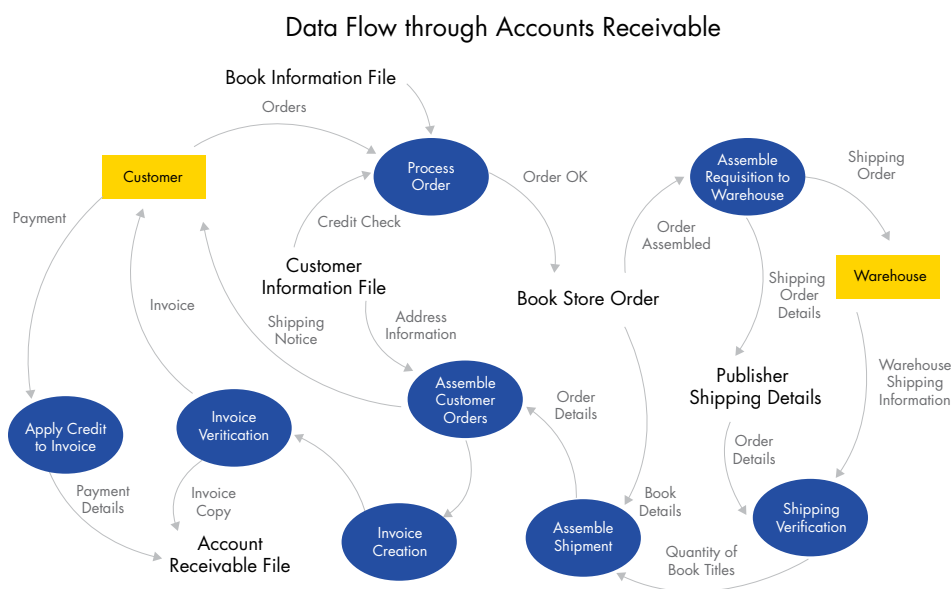 Data Flow through Accounts Receivable
Book Information File
Orders
Customer
Process
Order
Assemble
Requisition to
Warehouse
Shipping
Order
Order OK
Payment
Credit Check
Order
Assembled
Customer
Information File
Book Store Order
Warehouse
Invoice
Shipping
Notice
Address
Information
Shipping
Order
Details
Publisher
Shipping Details
Warehouse
Shipping
Information
Assemble
Customer
Orders
Order
Details
Apply Credit
to Invoice
Invoice
Veritication
Order
Details
Payment
Details
Invoice
Copy
Book
Details
Shipping
Verification
Account
Receivable File
Invoice
Creation
Assemble
Shipment
Quantity of
Book Titles